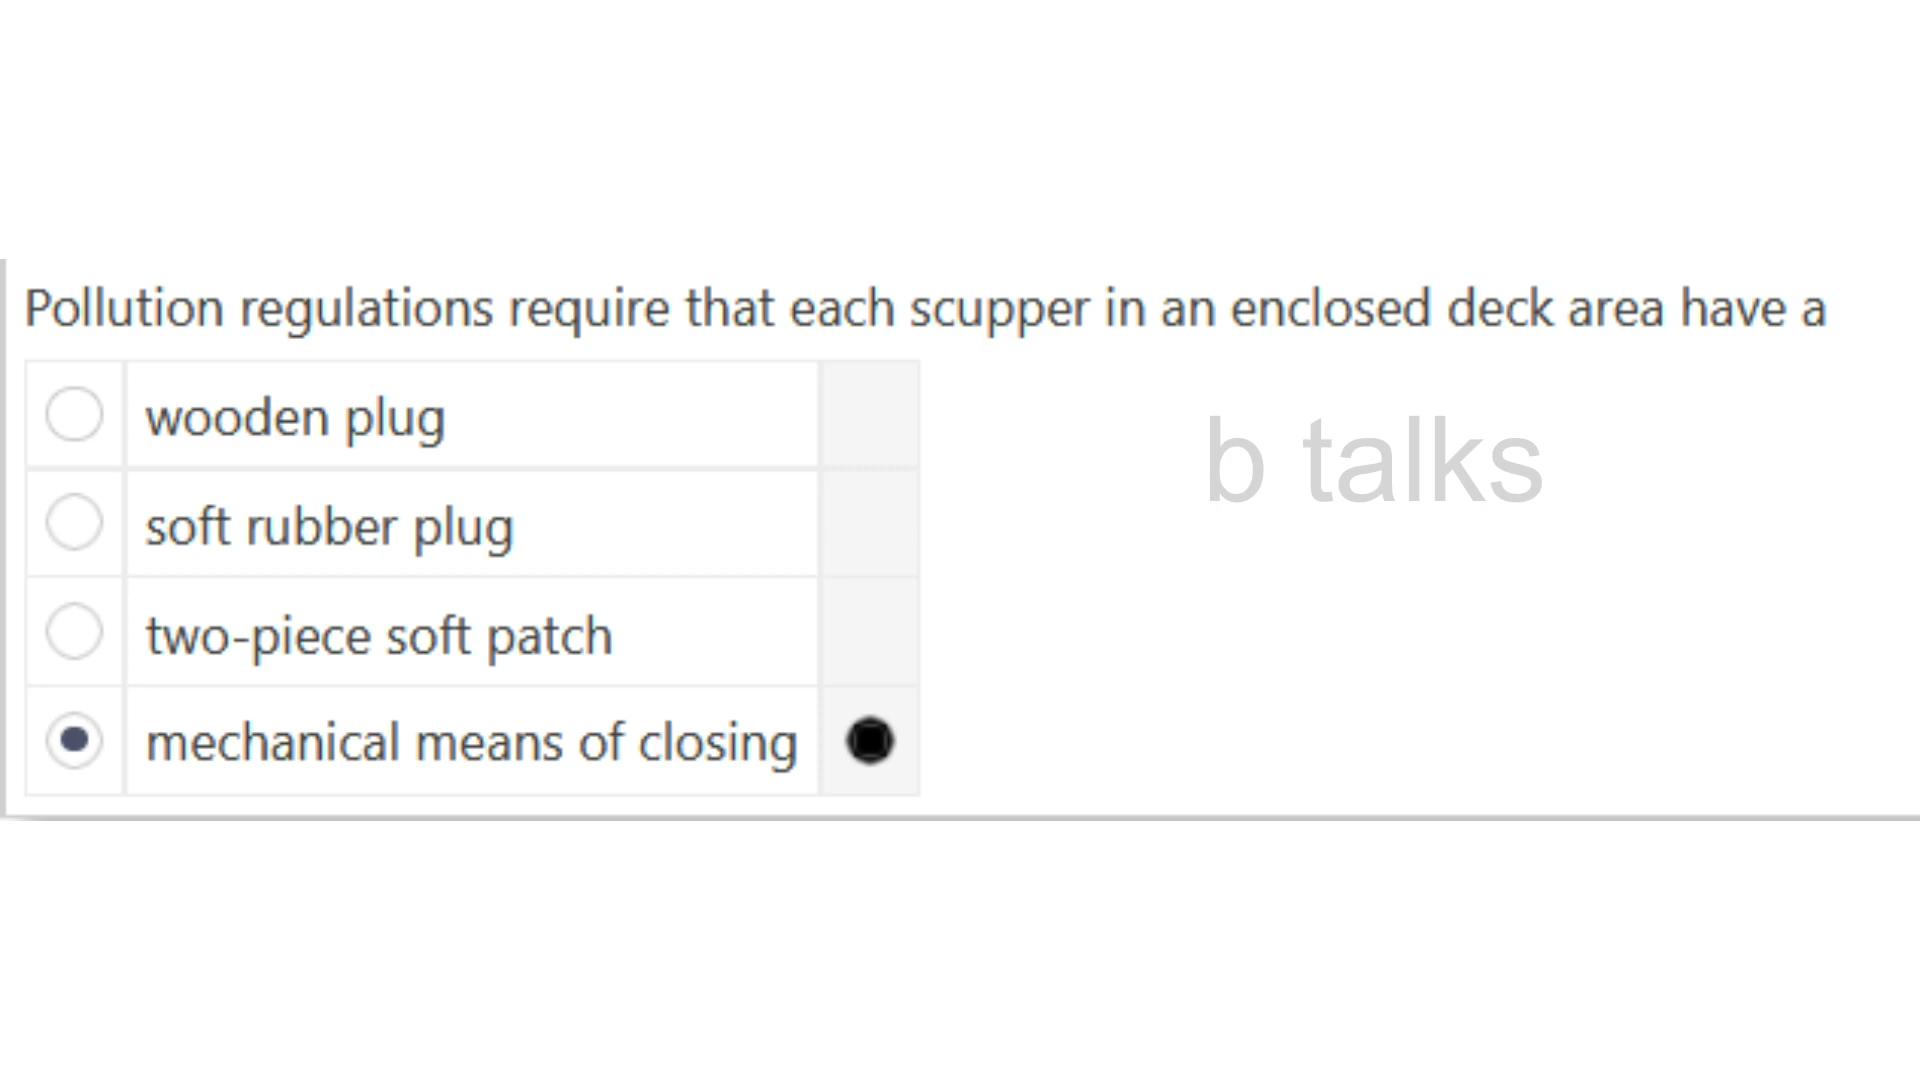 Pollution regulations require that each scupper in an enclosed deck area have a
wooden plug
b talks
soft rubber plug
two-piece soft patch
mechanical means of closing